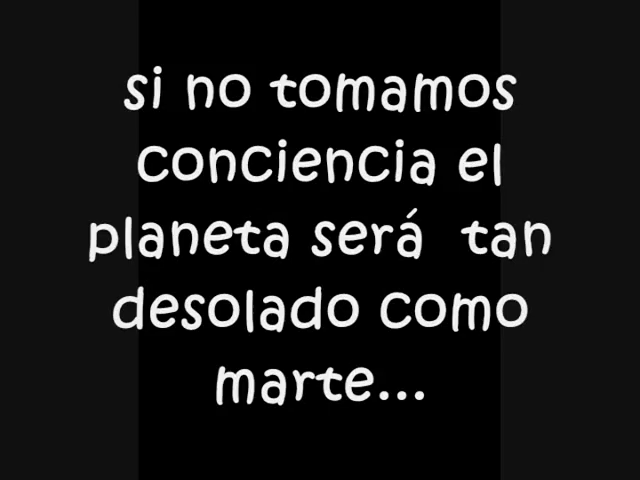 si no tomamos
conciencia el
planeta será tan
desolado como
marte...